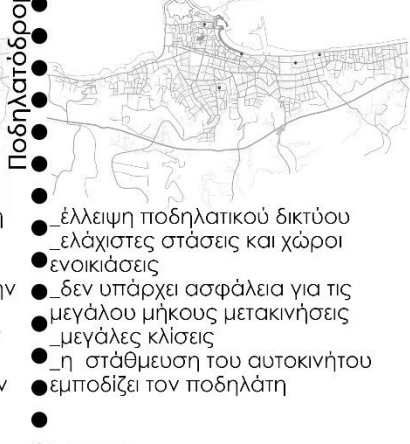 Ποδηλατόδρομ
_έλλειψη ποδηλατικού δικτύου
_ελάχιστες στάσεις και χώροι
ενοικιάσεις
_δεν υπάρχει ασφάλεια για τις
μεγάλου μήκους μετακινήσεις
_μεγάλες κλίσεις
_η στάθμευση του αυτοκινήτου
εμποδίζει τον ποδηλάτη